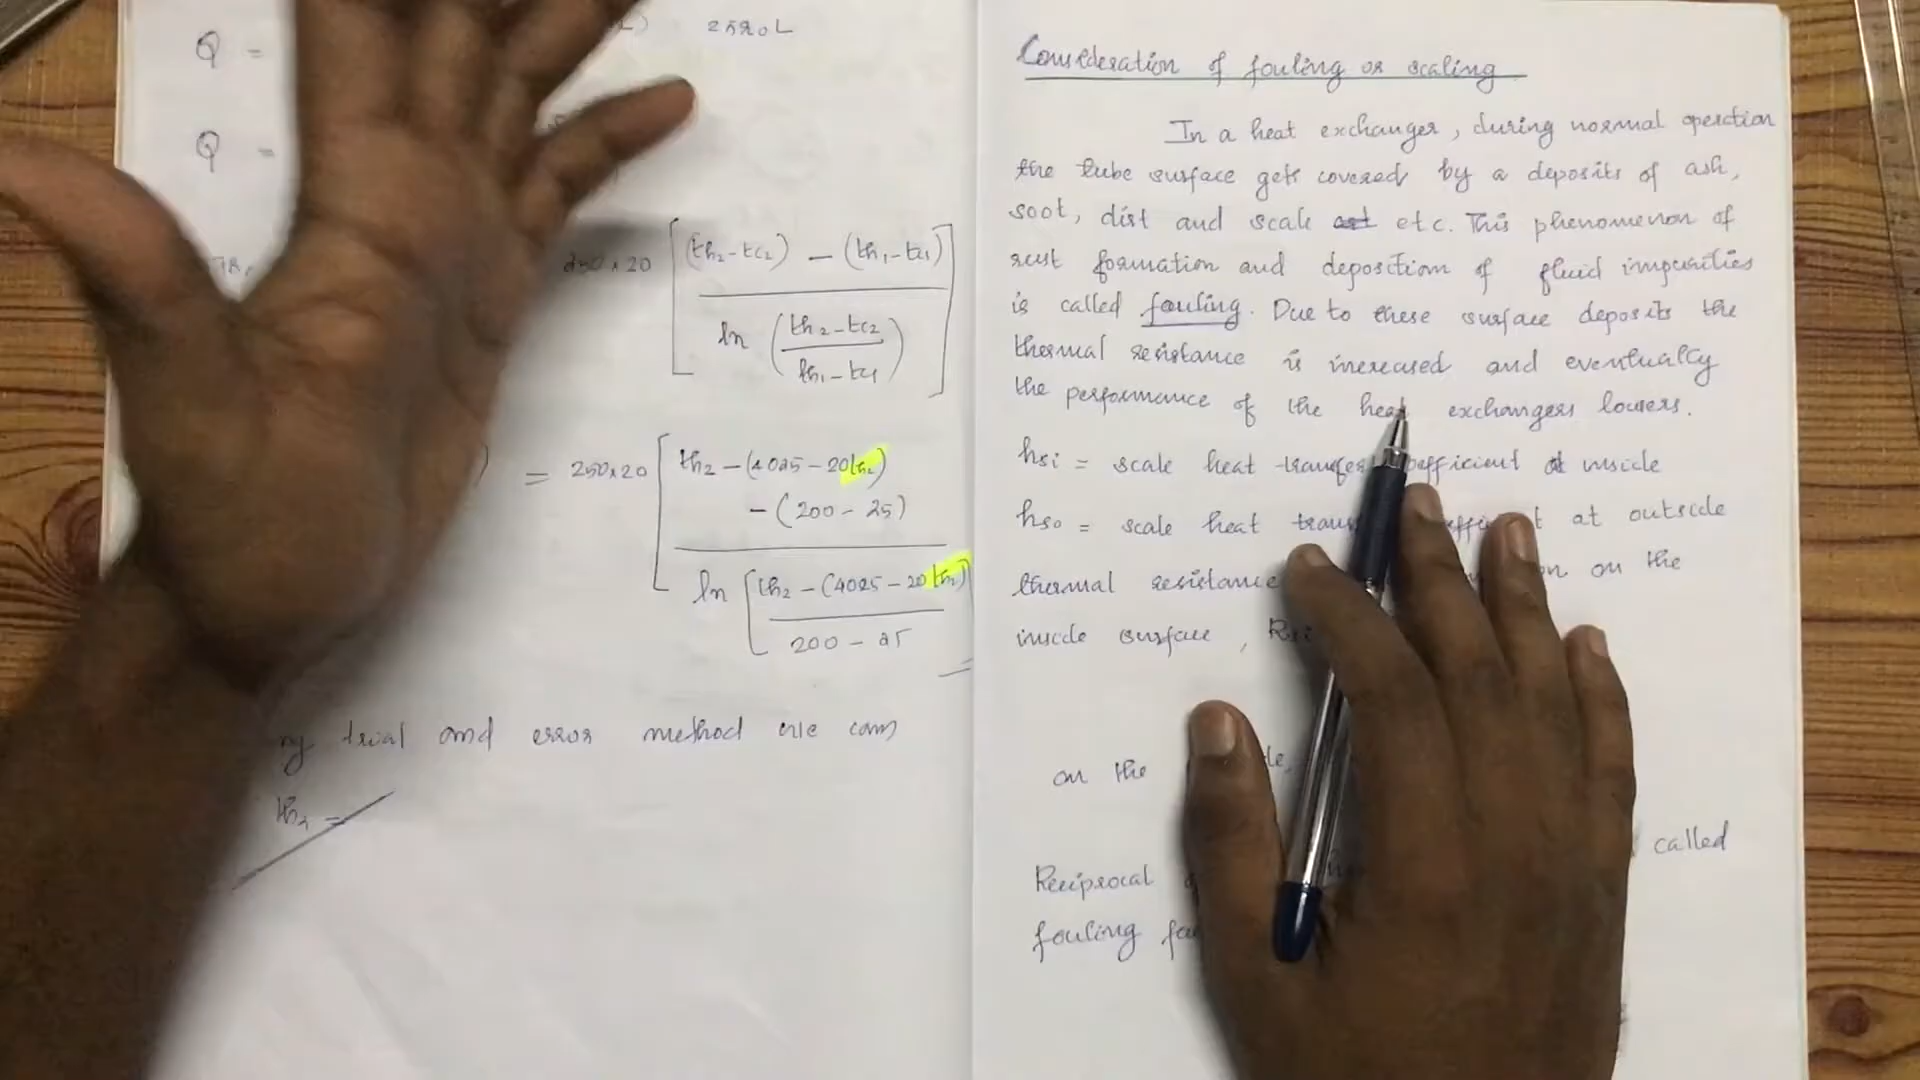 Q =
Q =
250×20 [ (th2-tc2) - (th1-tc1)
ln ( th2-tc2
th1-tc1 ) ]
) = 250×20 [ th2 - (4025 - 20th2)
- (200 - 25)
ln [ th2 - (4025 - 20th2)
200 - 25
trial and error method we can
=
Consideration of fouling or scaling
In a heat exchanger, during normal operation
the tube surface gets covered by a deposits of ash,
soot, dirt and scale etc. This phenomenon of
rust formation and deposition of fluid impurities
is called fouling. Due to these surface deposits the
thermal resistance is increased and eventually
the performance of the heat exchangers lowers.
hsi = scale heat transfer coefficient at inside
hso = scale heat at outside
thermal resistance on the
inside surface,
on the
Reciprocal called
fouling